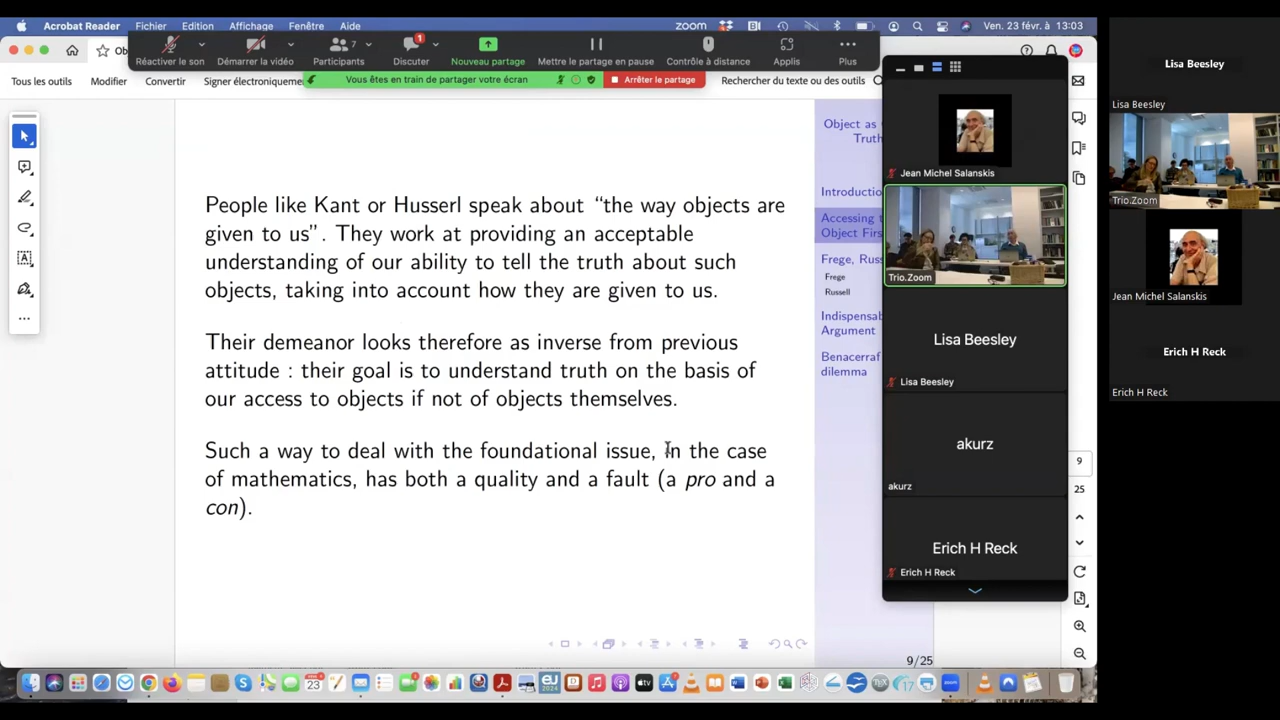 Acrobat Reader Fichier Edition Affichage Fenêtre Aide
zoom
Ven. 23 févr. à 13:03
Ob
7
1
Réactiver le son Démarrer la vidéo Participants Discuter Nouveau partage Mettre le partage en pause Contrôle à distance Applis Plus
Vous êtes en train de partager votre écran Arrêter le partage
Tous les outils Modifier Convertir Signer électroniqueme
Rechercher du texte ou des outils
People like Kant or Husserl speak about “the way objects are
given to us”. They work at providing an acceptable
understanding of our ability to tell the truth about such
objects, taking into account how they are given to us.
Their demeanor looks therefore as inverse from previous
attitude : their goal is to understand truth on the basis of
our access to objects if not of objects themselves.
Such a way to deal with the foundational issue, in the case
of mathematics, has both a quality and a fault (a pro and a
con).
Object as
Truth
Introductio
Accessing t
Object Firs
Frege, Russ
Frege
Russell
Indispensab
Argument
Benacerraf
dilemma
9/25
Jean Michel Salanskis
Trio.Zoom
Lisa Beesley
Lisa Beesley
akurz
akurz
Erich H Reck
Erich H Reck
9
25
Lisa Beesley
Lisa Beesley
Trio.Zoom
Jean Michel Salanskis
Erich H Reck
Erich H Reck